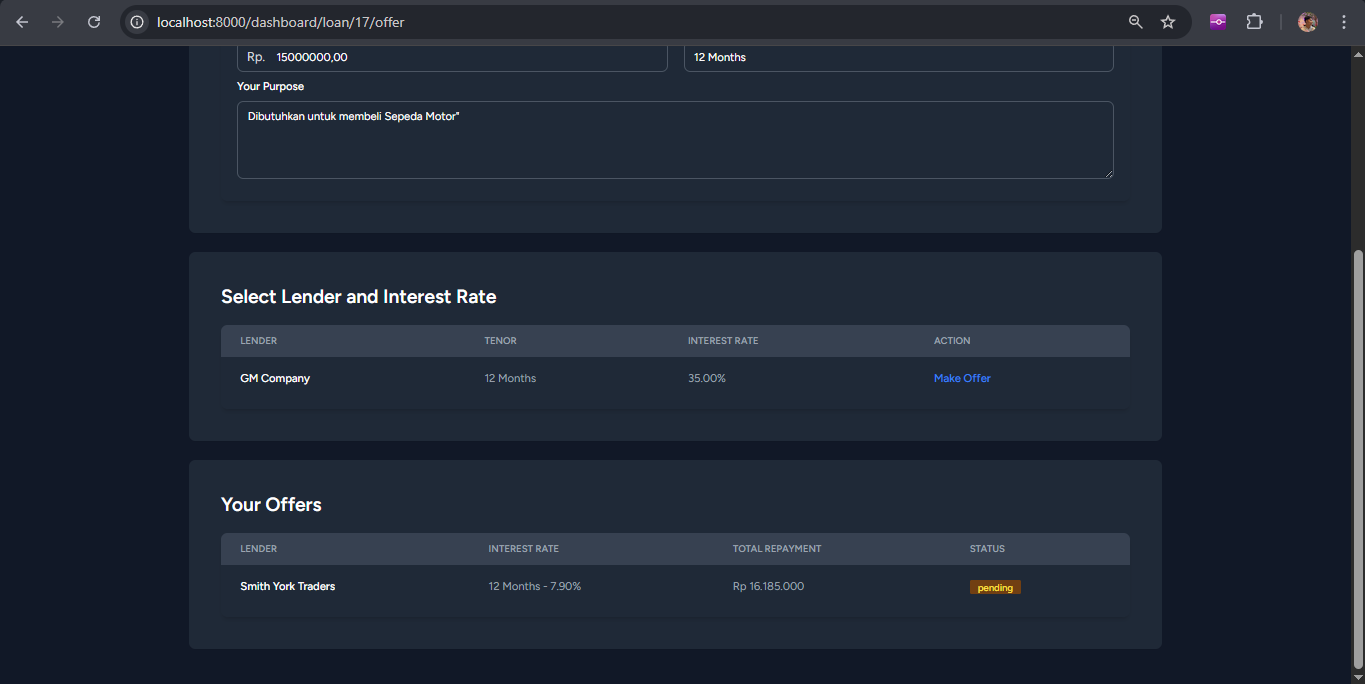 localhost:8000/dashboard/loan/17/offer
Rp. 15000000,00 12 Months
Your Purpose
Dibutuhkan untuk membeli Sepeda Motor"
Select Lender and Interest Rate
LENDER TENOR INTEREST RATE ACTION
GM Company 12 Months 35.00% Make Offer
Your Offers
LENDER INTEREST RATE TOTAL REPAYMENT STATUS
Smith York Traders 12 Months - 7.90% Rp 16.185.000 pending